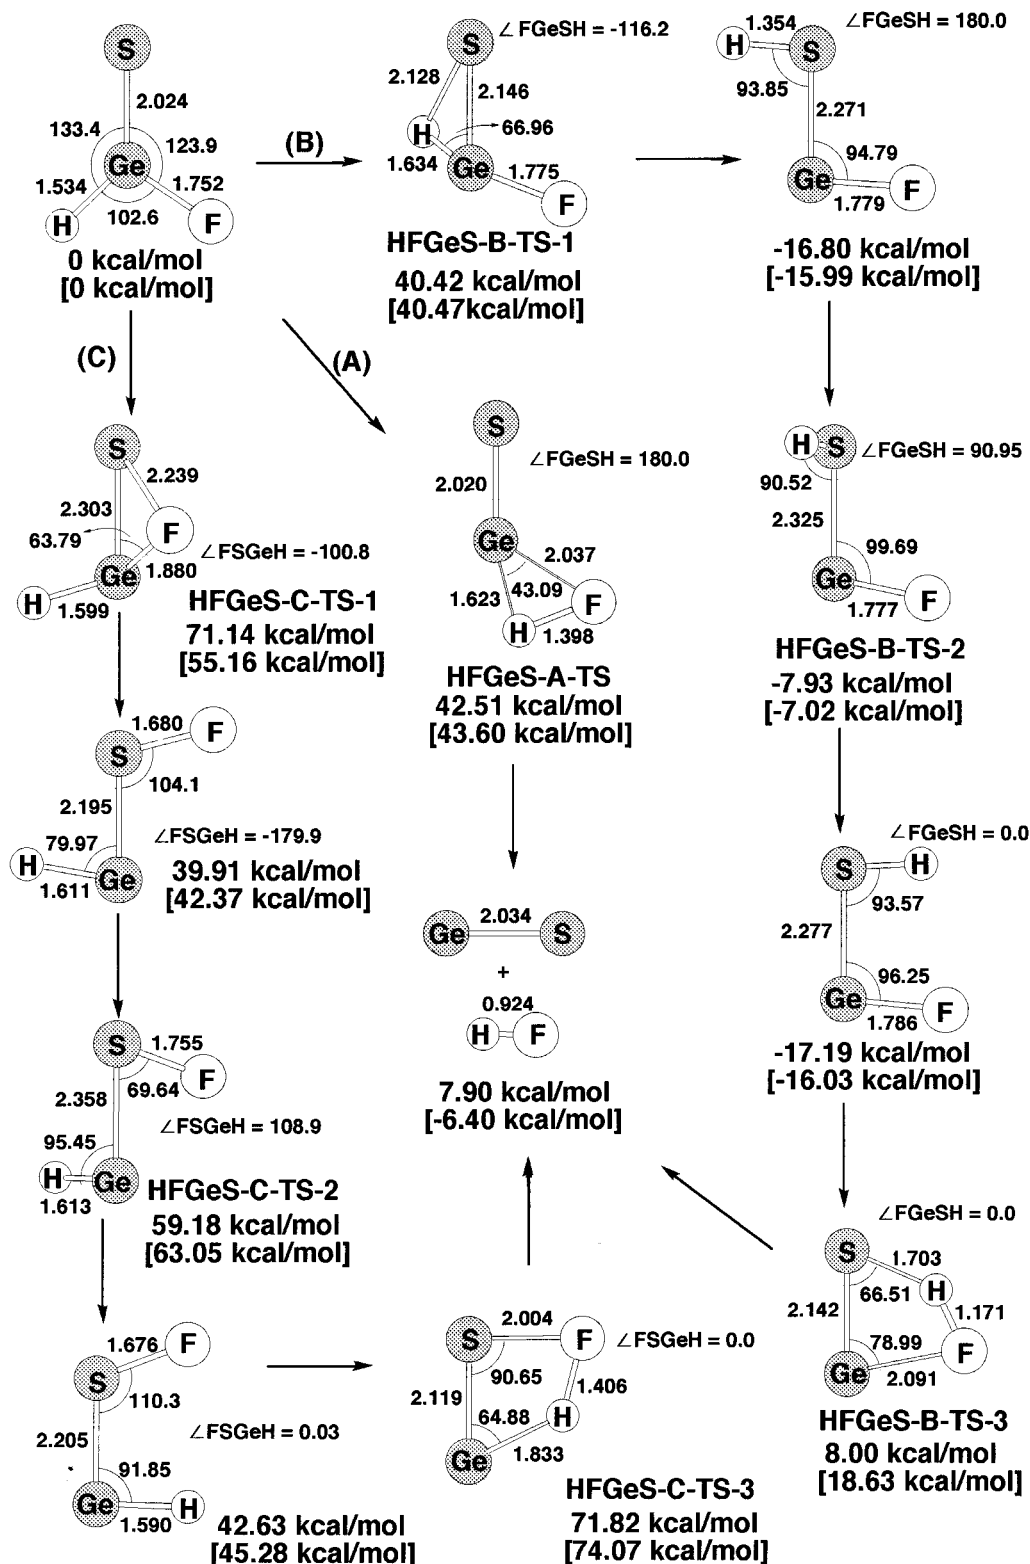 S
2.024
133.4
123.9
Ge
1.534
1.752
H
102.6
F
0 kcal/mol
[0 kcal/mol]
(B)
S
∠FGeSH = -116.2
2.128
2.146
H
66.96
1.634
Ge
1.775
F
HFGeS-B-TS-1
40.42 kcal/mol
[40.47kcal/mol]
1.354
∠FGeSH = 180.0
H
S
93.85
2.271
94.79
Ge
F
1.779
-16.80 kcal/mol
[-15.99 kcal/mol]
(C)
(A)
S
2.239
2.303
F
63.79
∠FSGeH = -100.8
Ge
1.880
H
1.599
HFGeS-C-TS-1
71.14 kcal/mol
[55.16 kcal/mol]
S
∠FGeSH = 180.0
2.020
Ge
2.037
43.09
1.623
F
H
1.398
HFGeS-A-TS
42.51 kcal/mol
[43.60 kcal/mol]
H
S
∠FGeSH = 90.95
90.52
2.325
99.69
Ge
F
1.777
HFGeS-B-TS-2
-7.93 kcal/mol
[-7.02 kcal/mol]
1.680
F
S
104.1
2.195
∠FSGeH = -179.9
79.97
H
Ge
1.611
39.91 kcal/mol
[42.37 kcal/mol]
2.034
Ge
S
+
0.924
H
F
7.90 kcal/mol
[-6.40 kcal/mol]
∠FGeSH = 0.0
S
H
93.57
2.277
96.25
Ge
F
1.786
-17.19 kcal/mol
[-16.03 kcal/mol]
S
1.755
F
69.64
2.358
∠FSGeH = 108.9
95.45
H
Ge
1.613
HFGeS-C-TS-2
59.18 kcal/mol
[63.05 kcal/mol]
∠FGeSH = 0.0
S
1.703
66.51
H
2.142
1.171
78.99
F
Ge
2.091
HFGeS-B-TS-3
8.00 kcal/mol
[18.63 kcal/mol]
1.676
F
S
110.3
2.205
∠FSGeH = 0.03
91.85
Ge
H
1.590
42.63 kcal/mol
[45.28 kcal/mol]
2.004
S
F
∠FSGeH = 0.0
90.65
2.119
1.406
64.88
H
Ge
1.833
HFGeS-C-TS-3
71.82 kcal/mol
[74.07 kcal/mol]